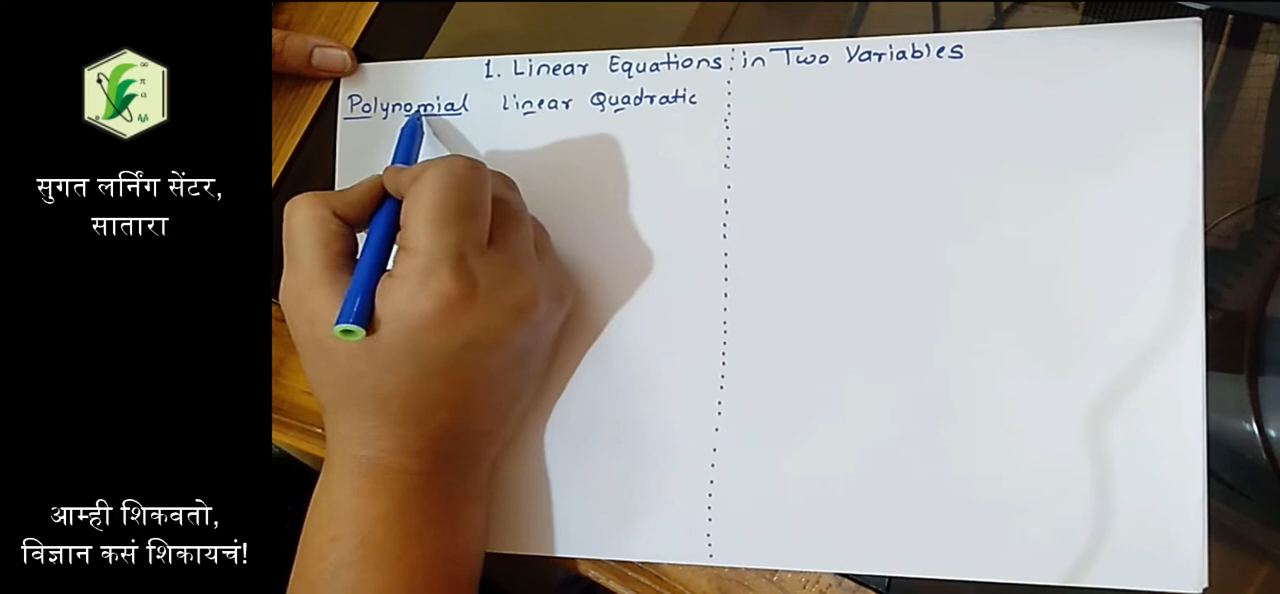 सुगत लर्निंग सेंटर,
सातारा
1. Linear Equations in Two Variables
Polynomial Linear Quadratic
आम्ही शिकवतो,
विज्ञान कसं शिकायचं!